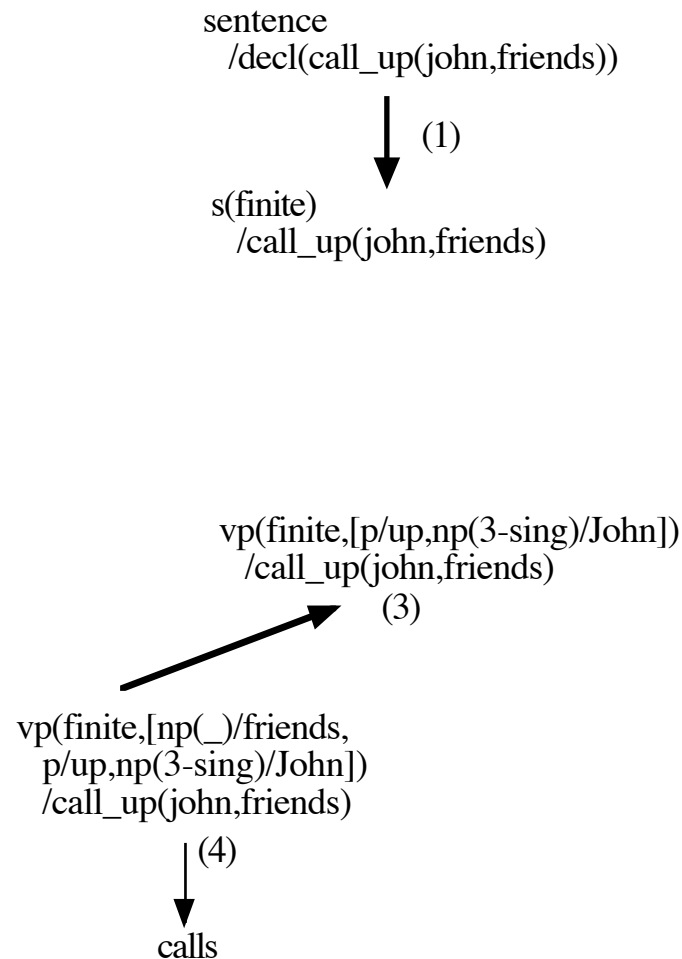 sentence
/decl(call_up(john,friends))
(1)
s(finite)
/call_up(john,friends)
vp(finite,[p/up,np(3-sing)/John])
/call_up(john,friends)
(3)
vp(finite,[np(_)/friends,
p/up,np(3-sing)/John])
/call_up(john,friends)
(4)
calls